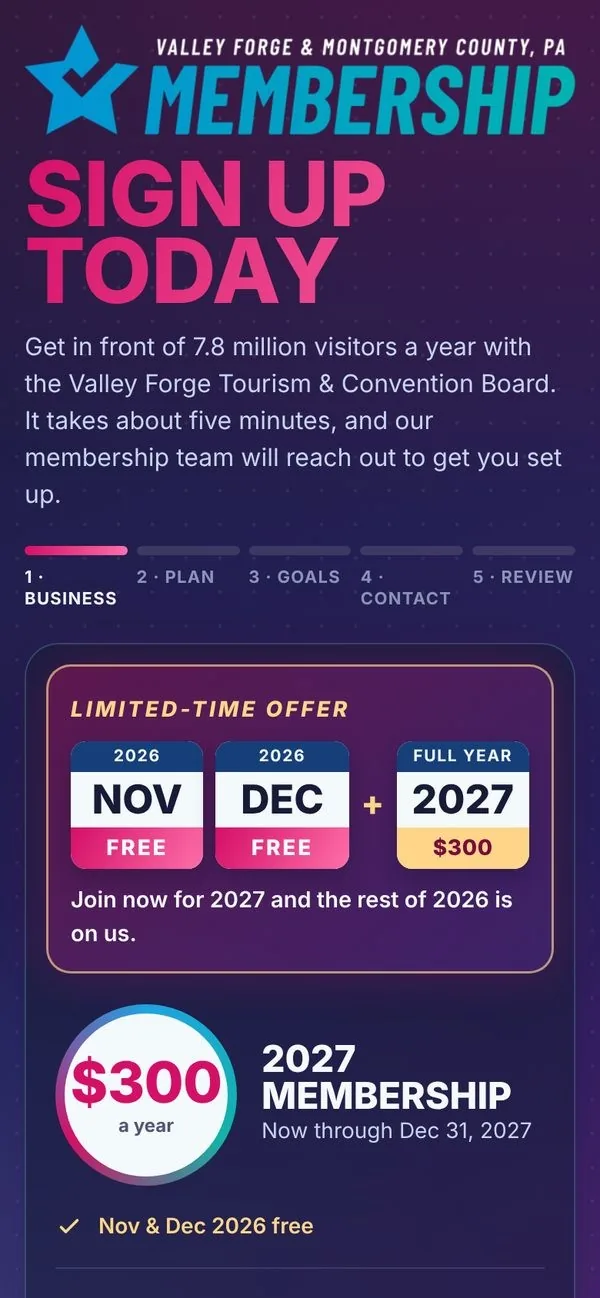 VALLEY FORGE & MONTGOMERY COUNTY, PA
MEMBERSHIP
SIGN UP
TODAY
Get in front of 7.8 million visitors a year with
the Valley Forge Tourism & Convention Board.
It takes about five minutes, and our
membership team will reach out to get you set
up.
1 · BUSINESS
2 · PLAN
3 · GOALS
4 · CONTACT
5 · REVIEW
LIMITED-TIME OFFER
2026
NOV
FREE
2026
DEC
FREE
+
FULL YEAR
2027
$300
Join now for 2027 and the rest of 2026 is
on us.
$300
a year
2027
MEMBERSHIP
Now through Dec 31, 2027
Nov & Dec 2026 free